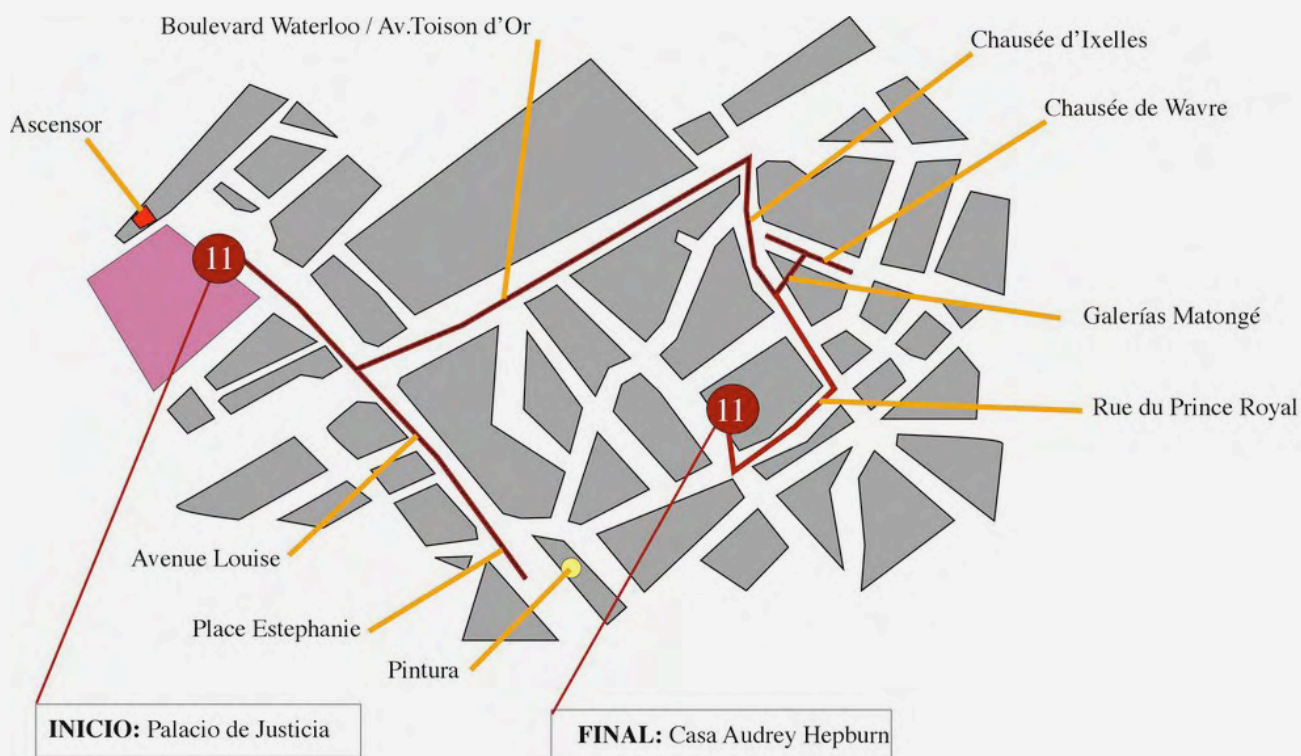 Boulevard Waterloo / Av.Toison d’Or
Chausée d’Ixelles
Ascensor
Chausée de Wavre
11
Galerías Matongé
11
Rue du Prince Royal
Avenue Louise
Place Estephanie
Pintura
INICIO: Palacio de Justicia
FINAL: Casa Audrey Hepburn